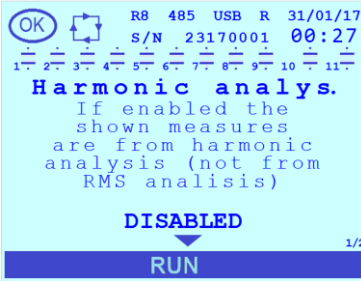 OK R8 485 USB R 31/01/17
S/N 23170001 00:27
1 2 3 4 5 6 7 8 9 10 11
Harmonic analys.
If enabled the
shown measures
are from harmonic
analysis (not from
RMS analisis)
DISABLED
1/2
RUN